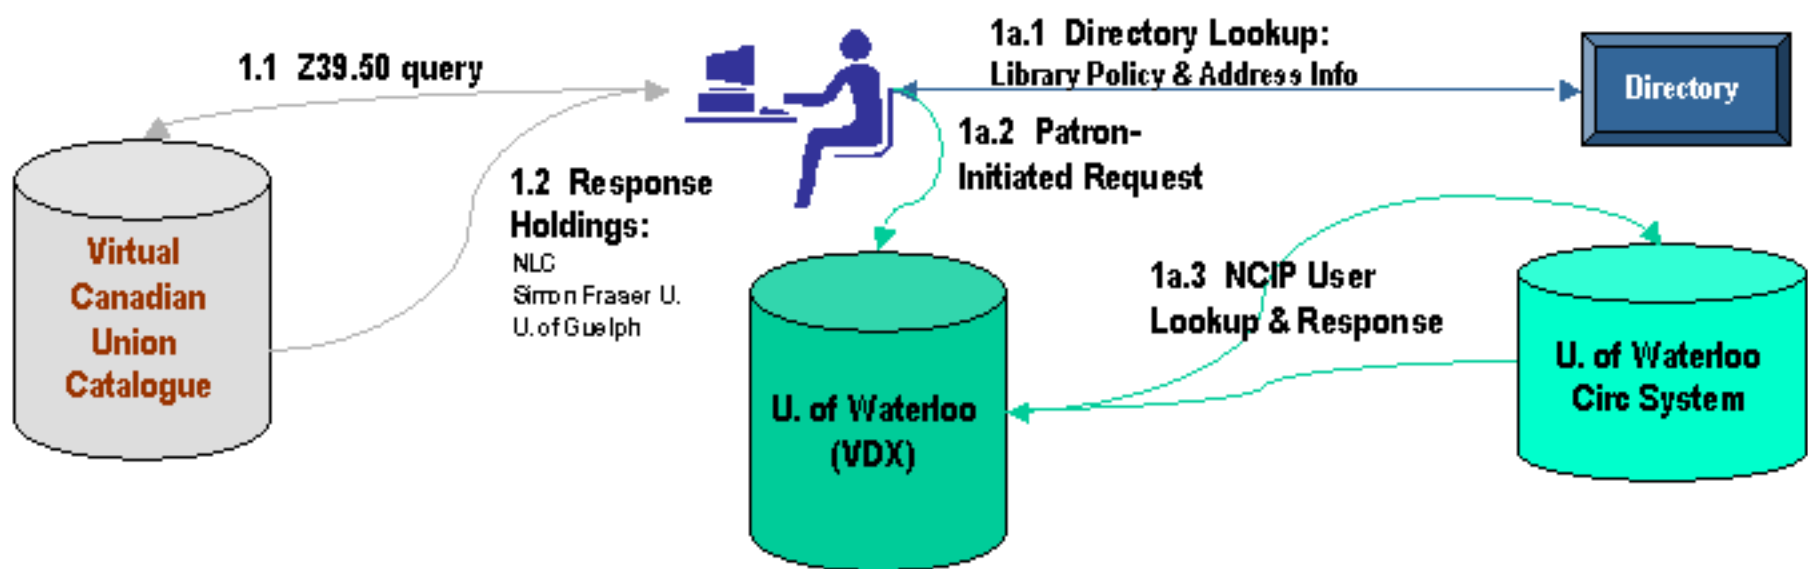 1.1 Z39.50 query
1a.1 Directory Lookup:
Library Policy & Address Info
Directory
1a.2 Patron-
Initiated Request
1.2 Response
Holdings:
NLC
Simon Fraser U.
U. of Guelph
Virtual
Canadian
Union
Catalogue
1a.3 NCIP User
Lookup & Response
U. of Waterloo
(VDX)
U. of Waterloo
Circ System